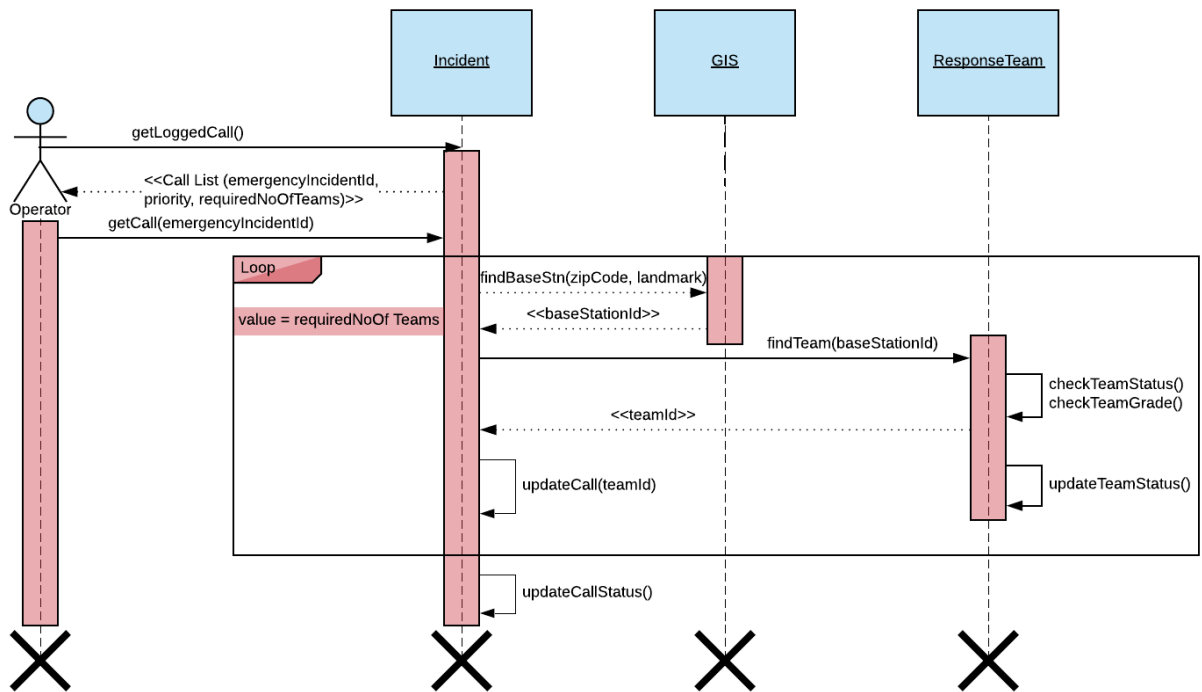 Incident
GIS
ResponseTeam
getLoggedCall()
<<Call List (emergencyIncidentId,
priority, requiredNoOfTeams)>>
Operator
getCall(emergencyIncidentId)
Loop
findBaseStn(zipCode, landmark)
value = requiredNoOf Teams
<<baseStationId>>
findTeam(baseStationId)
checkTeamStatus()
checkTeamGrade()
<<teamId>>
updateCall(teamId)
updateTeamStatus()
updateCallStatus()